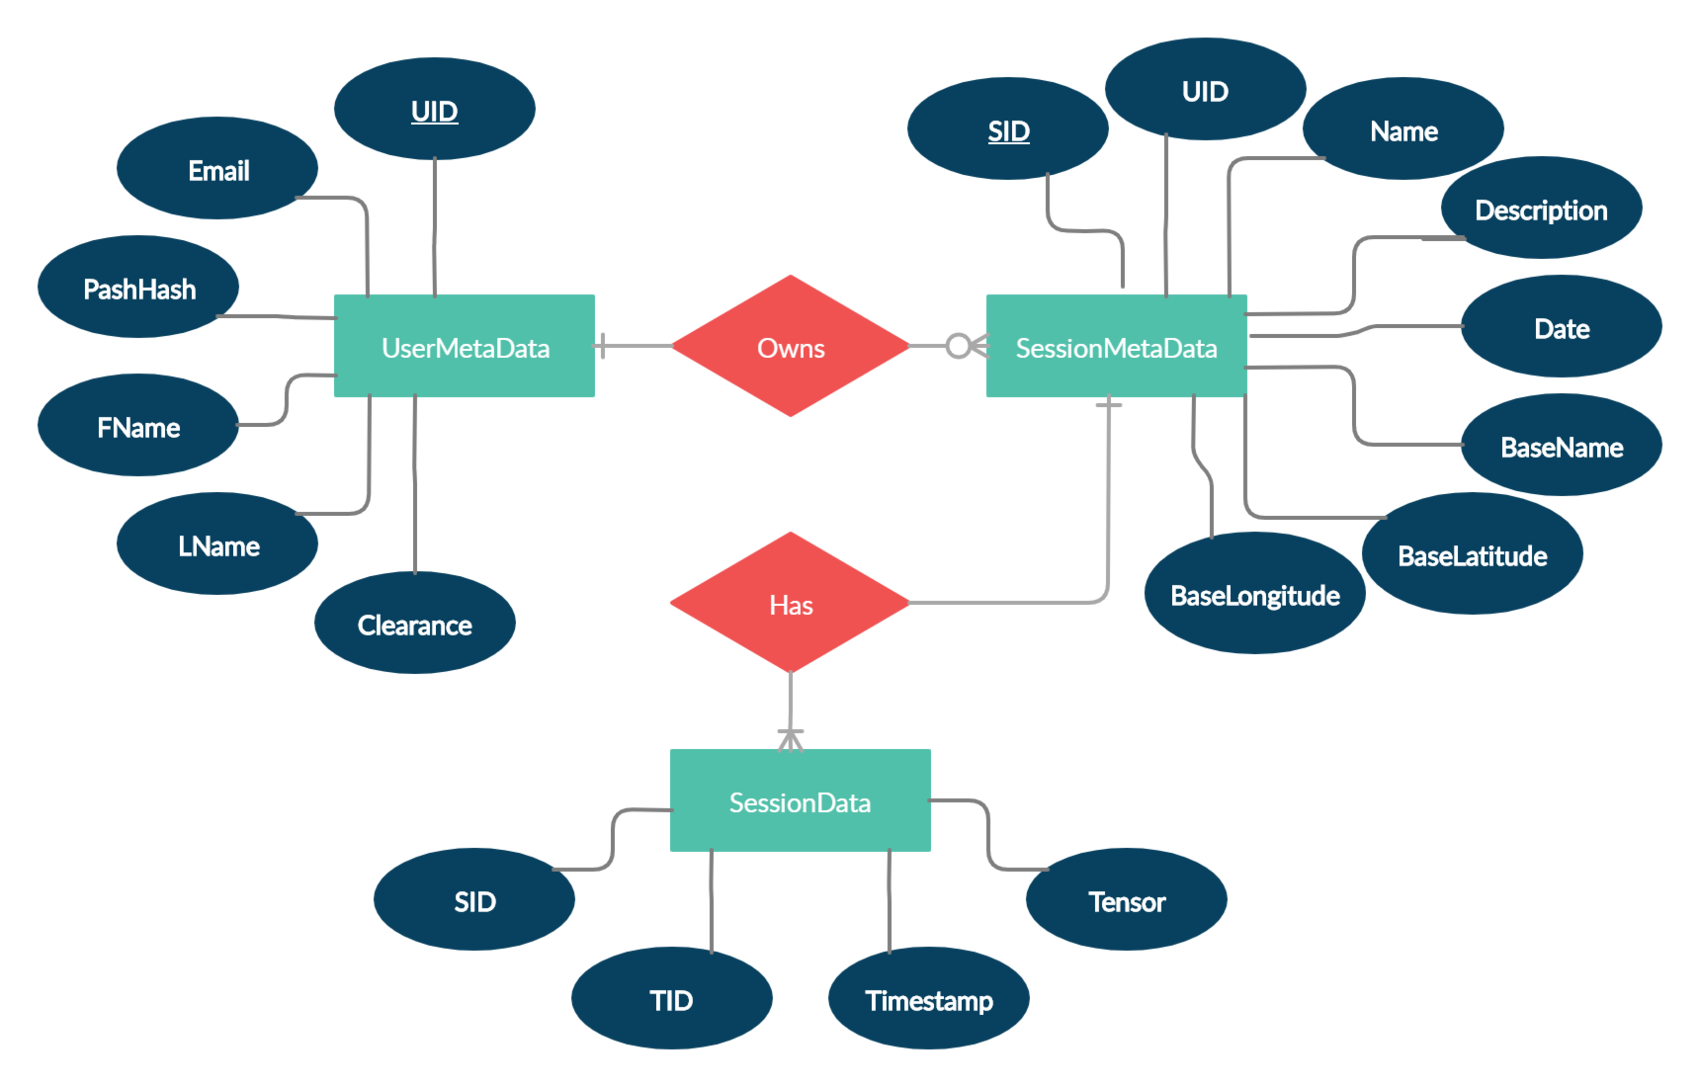 UID
Email
PashHash
UserMetaData
FName
LName
Clearance
Owns
SID
UID
Name
Description
SessionMetaData
Date
BaseName
BaseLatitude
BaseLongitude
Has
SessionData
SID
TID
Timestamp
Tensor